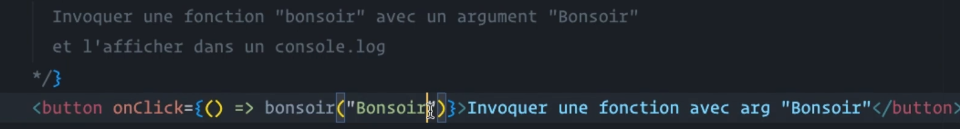 Invoquer une fonction "bonsoir" avec un argument "Bonsoir"
et l'afficher dans un console.log
*/}
<button onClick={() => bonsoir("Bonsoir")}>Invoquer une fonction avec arg "Bonsoir"</button>